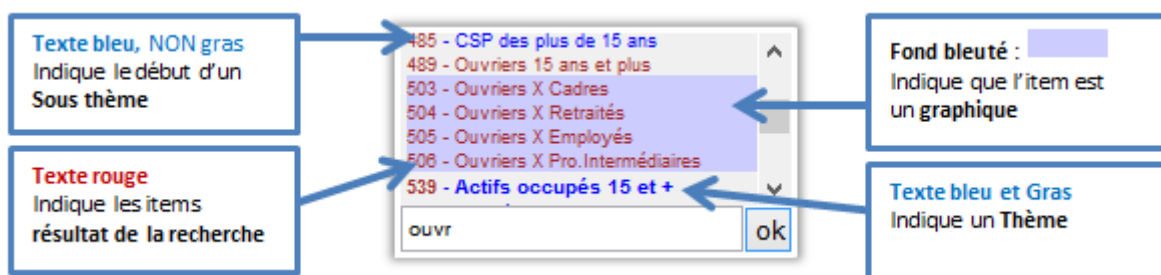 Texte bleu, NON gras
Indique le début d'un
Sous thème
Texte rouge
Indique les items
résultat de la recherche
485 - CSP des plus de 15 ans
489 - Ouvriers 15 ans et plus
503 - Ouvriers X Cadres
504 - Ouvriers X Retraités
505 - Ouvriers X Employés
506 - Ouvriers X Pro.Intermédiaires
539 - Actifs occupés 15 et +
ouvr
ok
Fond bleuté :
Indique que l'item est
un graphique
Texte bleu et Gras
Indique un Thème